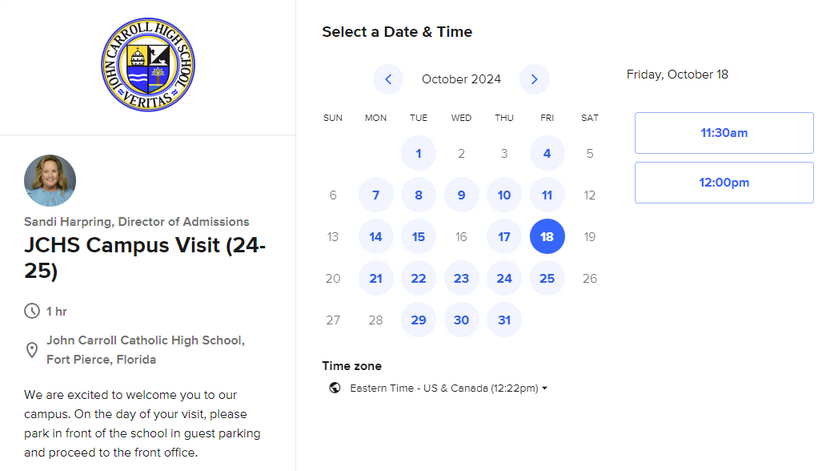 JOHN CARROLL HIGH SCHOOL
VERITAS
Sandi Harpring, Director of Admissions
JCHS Campus Visit (24-
25)
1 hr
John Carroll Catholic High School,
Fort Pierce, Florida
We are excited to welcome you to our
campus. On the day of your visit, please
park in front of the school in guest parking
and proceed to the front office.
Select a Date & Time
October 2024
SUN MON TUE WED THU FRI SAT
1 2 3 4 5
6 7 8 9 10 11 12
13 14 15 16 17 18 19
20 21 22 23 24 25 26
27 28 29 30 31
Time zone
Eastern Time - US & Canada (12:22pm)
Friday, October 18
11:30am
12:00pm